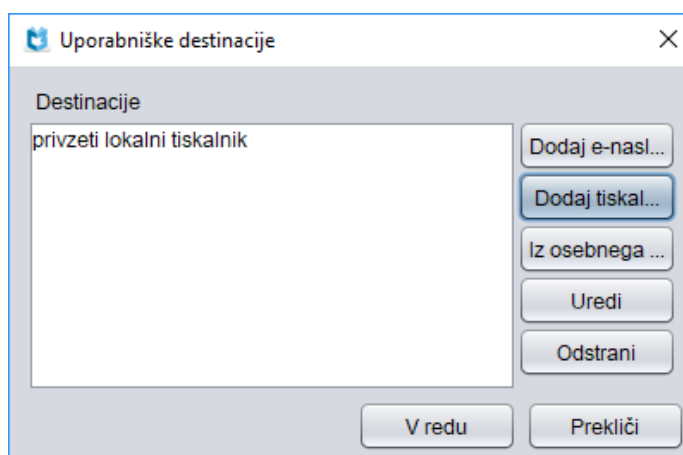 Uporabniške destinacije
Destinacije
privzeti lokalni tiskalnik
Dodaj e-nasl...
Dodaj tiskal...
Iz osebnega ...
Uredi
Odstrani
V redu
Prekliči